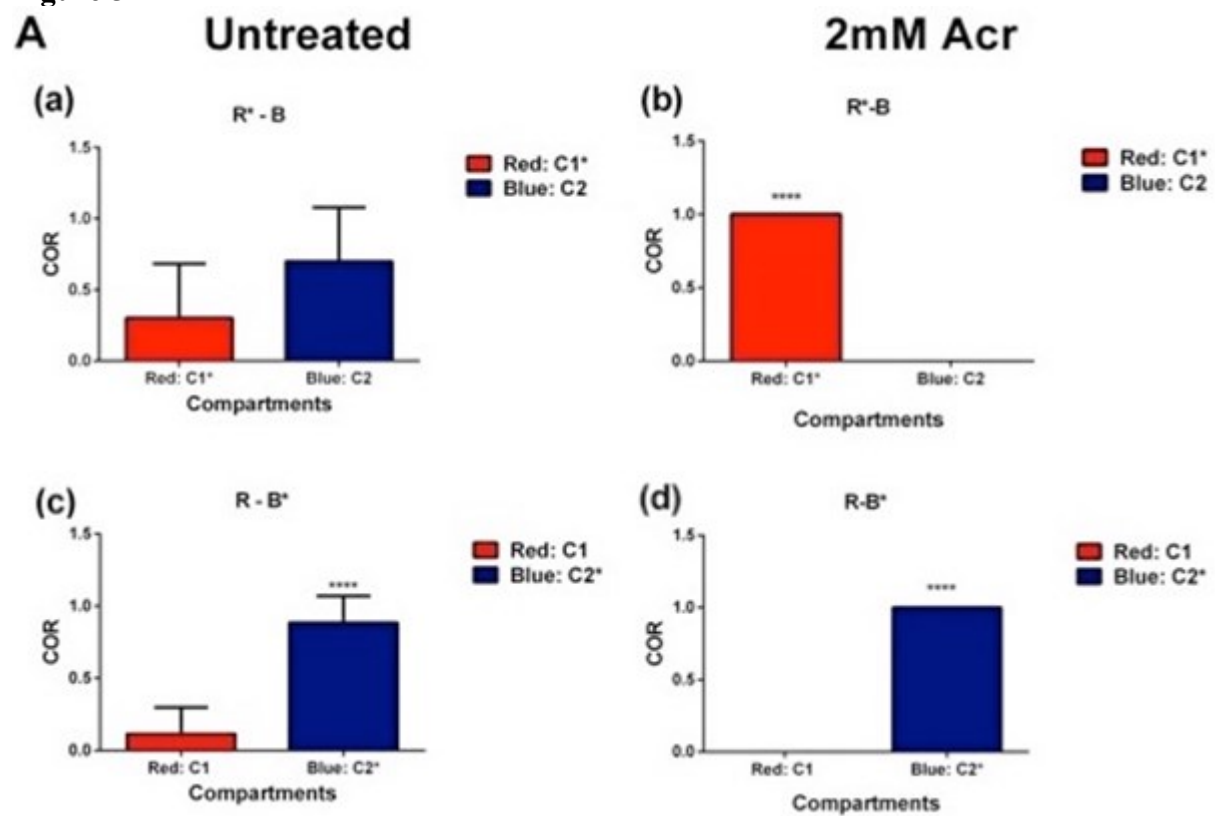 A Untreated 2mM Acr
(a) R* - B
1.5
1.0
0.5
0.0
COR
Red: C1* Blue: C2
Compartments
Red: C1*
Blue: C2
(b) R*-B
1.5
1.0
0.5
0.0
COR
****
Red: C1* Blue: C2
Compartments
Red: C1*
Blue: C2
(c) R - B*
1.5
1.0
0.5
0.0
COR
****
Red: C1 Blue: C2*
Compartments
Red: C1
Blue: C2*
(d) R-B*
1.5
1.0
0.5
0.0
COR
****
Red: C1 Blue: C2*
Compartments
Red: C1
Blue: C2*